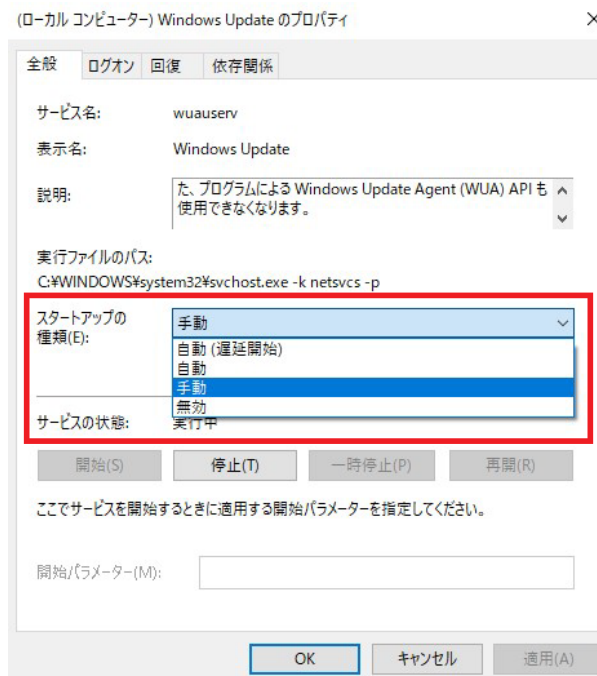 (ローカル コンピューター) Windows Update のプロパティ
全般 ログオン 回復 依存関係
サービス名: wuauserv
表示名: Windows Update
説明: た、プログラムによる Windows Update Agent (WUA) API も
使用できなくなります。
実行ファイルのパス:
C:¥WINDOWS¥system32¥svchost.exe -k netsvcs -p
スタートアップの
種類(E):
手動
自動 (遅延開始)
自動
手動
無効
サービスの状態: 実行中
開始(S) 停止(T) 一時停止(P) 再開(R)
ここでサービスを開始するときに適用する開始パラメーターを指定してください。
開始パラメーター(M):
OK キャンセル 適用(A)